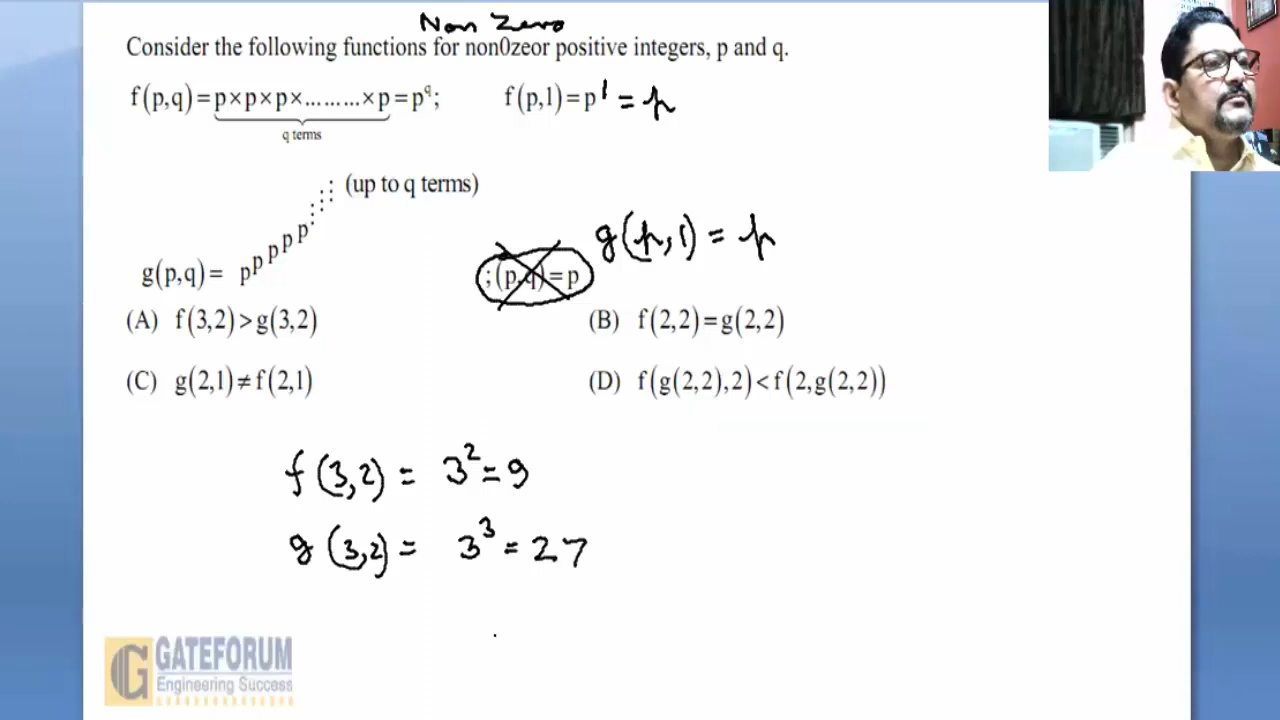 Non Zero
Consider the following functions for non0zeor positive integers, p and q.
f(p,q) = p×p×p×.........×p = p^q;   f(p,1) = p^1 = p
q terms
(up to q terms)
g(p,q) = p^p^p^p^p^...   ;(p,q)=p   g(p,1) = p
(A) f(3,2) > g(3,2)   (B) f(2,2) = g(2,2)
(C) g(2,1) ≠ f(2,1)   (D) f(g(2,2),2) < f(2,g(2,2))
f(3,2) = 3^2 = 9
g(3,2) = 3^3 = 27
G GATEFORUM
Engineering Success